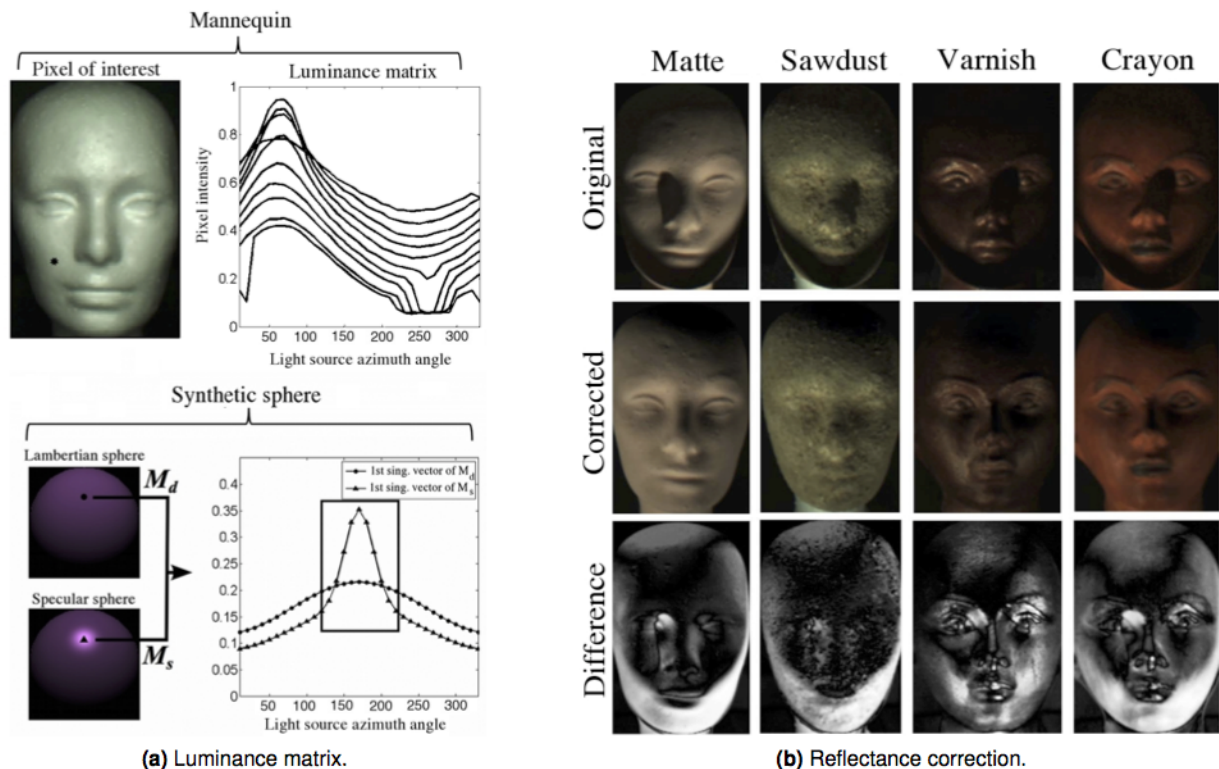 Mannequin
Pixel of interest
Luminance matrix
1
0.8
0.6
0.4
0.2
0
Pixel intensity
50 100 150 200 250 300
Light source azimuth angle
Synthetic sphere
Lambertian sphere
M_d
Specular sphere
M_s
1st sing. vector of M_d
1st sing. vector of M_s
0.4
0.35
0.3
0.25
0.2
0.15
0.1
0.05
0
50 100 150 200 250 300
Light source azimuth angle
(a) Luminance matrix.
Matte Sawdust Varnish Crayon
Original
Corrected
Difference
(b) Reflectance correction.